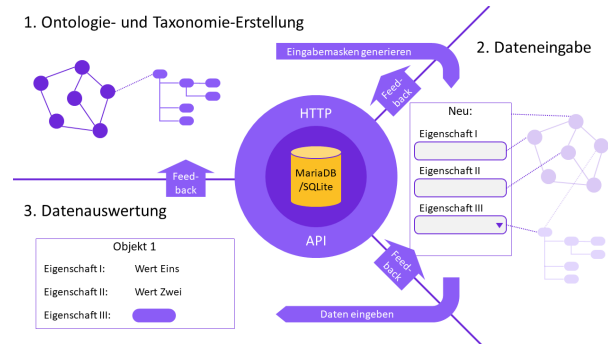 1. Ontologie- und Taxonomie-Erstellung
Eingabemasken generieren
2. Dateneingabe
Feed-
back
HTTP
MariaDB
/SQLite
API
Neu:
Eigenschaft I
Eigenschaft II
Eigenschaft III
Feed-
back
3. Datenauswertung
Objekt 1
Eigenschaft I: Wert Eins
Eigenschaft II: Wert Zwei
Eigenschaft III:
Feed-
back
Daten eingeben